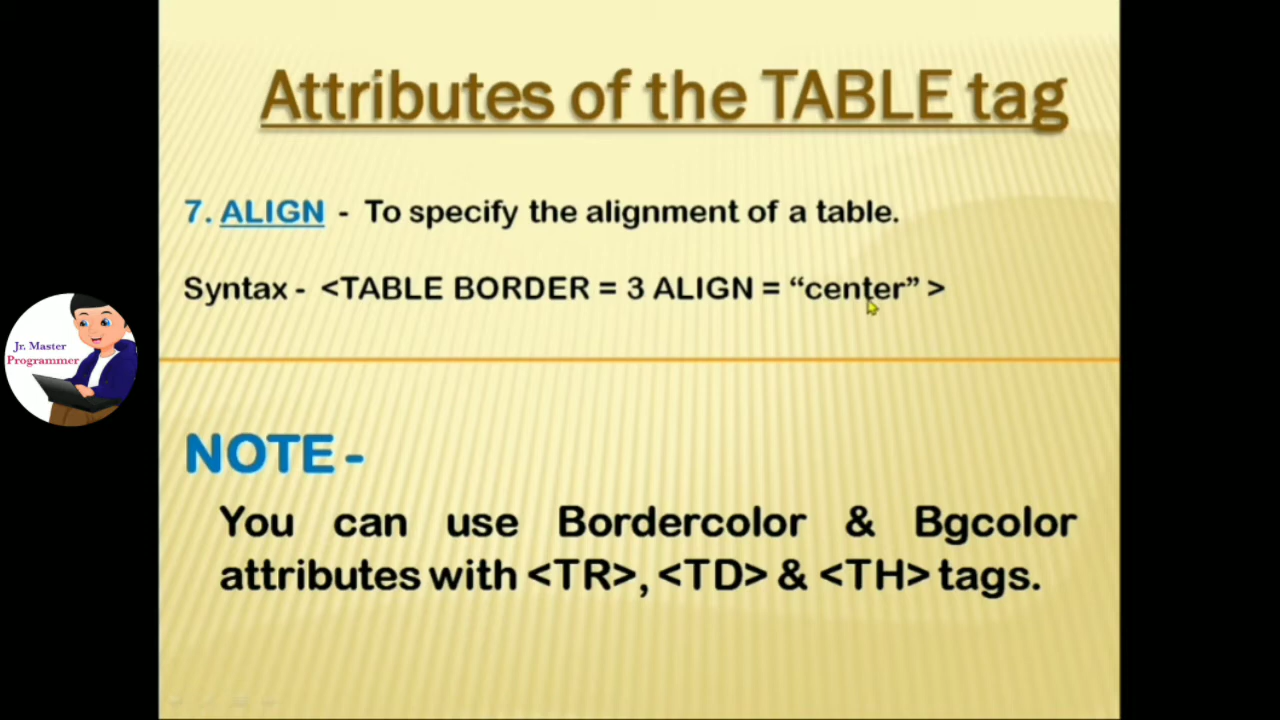 Attributes of the TABLE tag
7. ALIGN - To specify the alignment of a table.
Syntax - <TABLE BORDER = 3 ALIGN = “center” >
Jr. Master
Programmer
NOTE -
You can use Bordercolor & Bgcolor
attributes with <TR>, <TD> & <TH> tags.